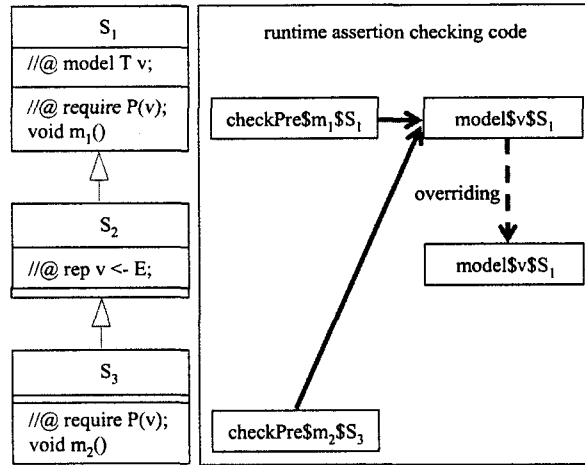 S1
//@ model T v;
//@ require P(v);
void m1()
S2
//@ rep v <- E;
S3
//@ require P(v);
void m2()
runtime assertion checking code
checkPre$m1$S1
model$v$S1
overriding
model$v$S1
checkPre$m2$S3